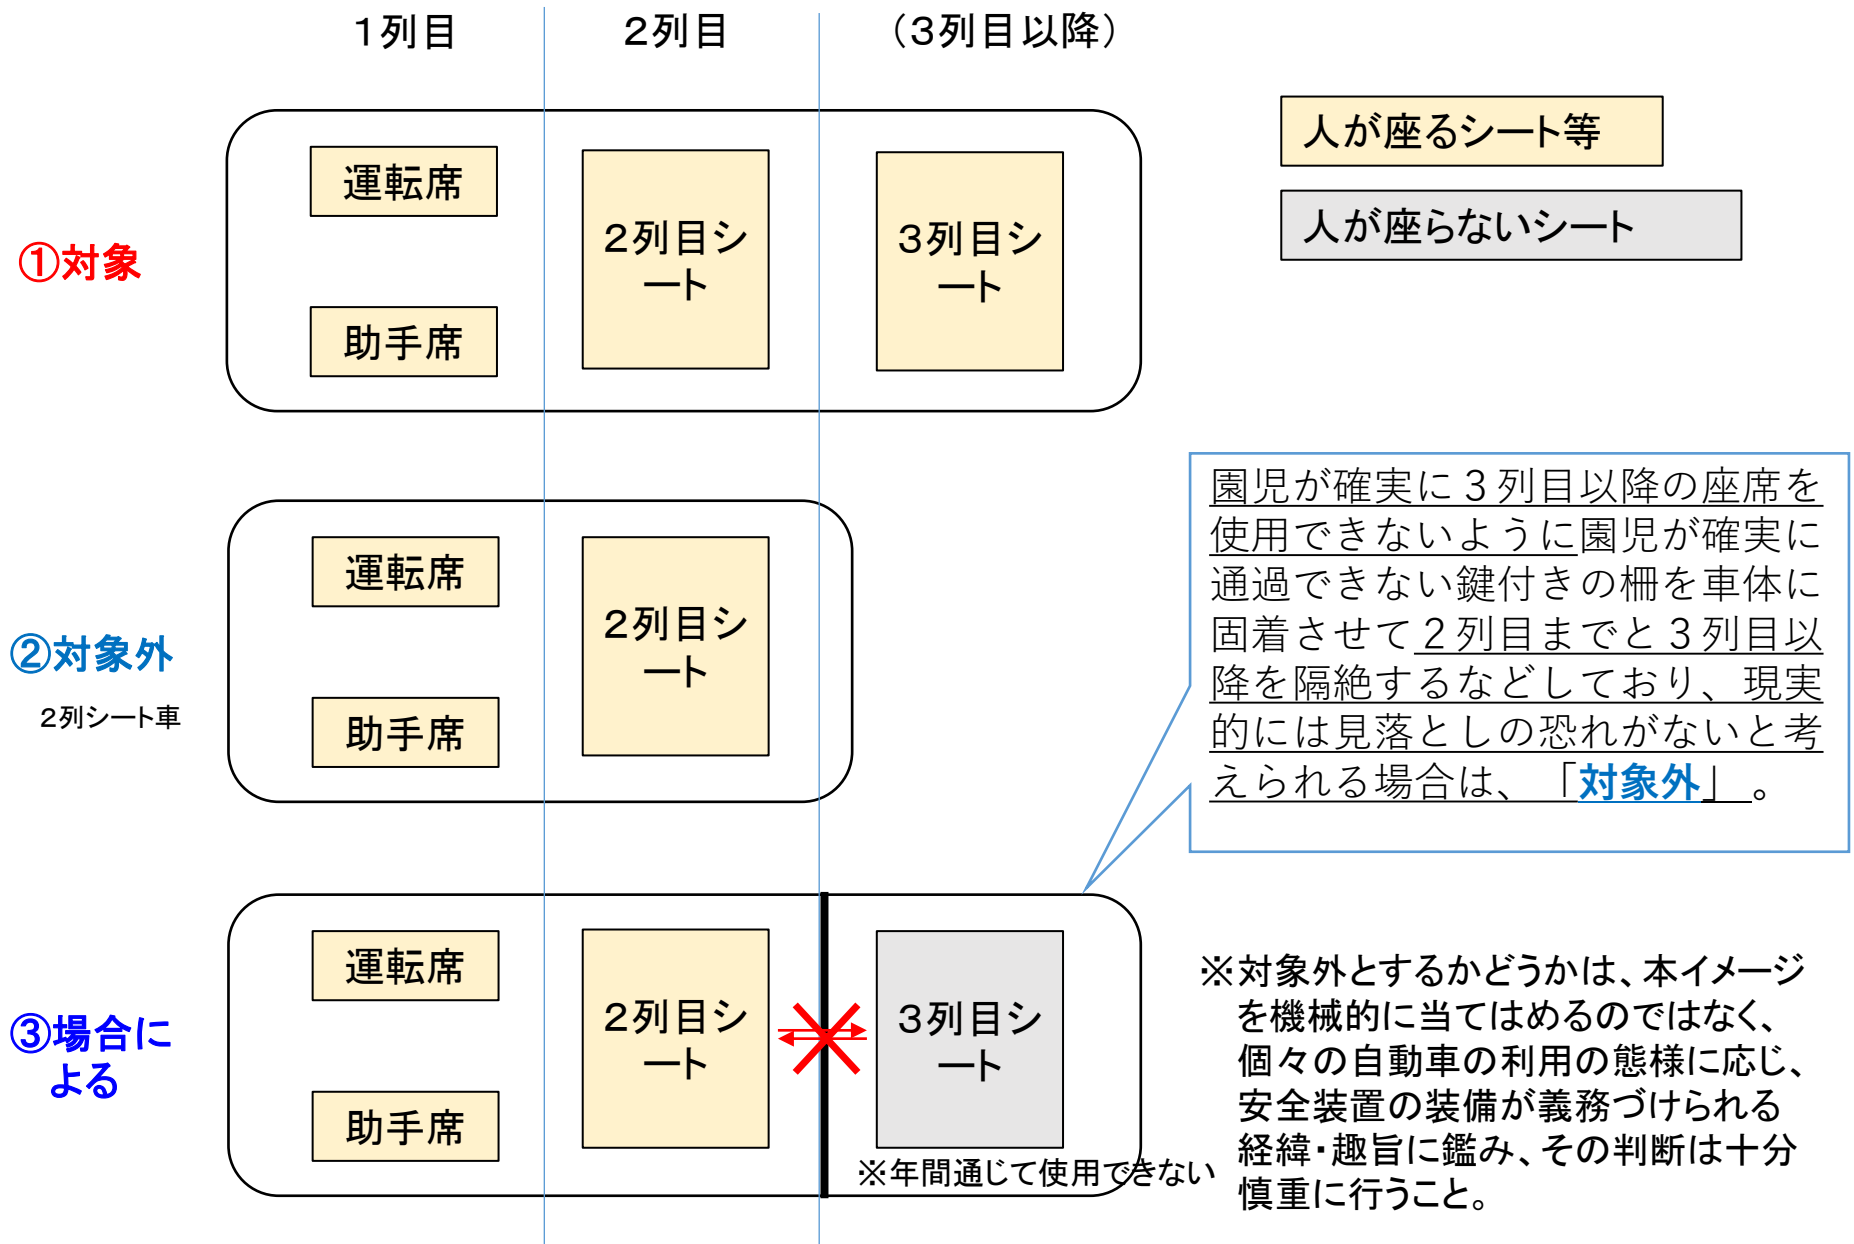 １列目
２列目
（３列目以降）
人が座るシート等
人が座らないシート
①対象
運転席
助手席
２列目シ
ート
３列目シ
ート
②対象外
２列シート車
運転席
助手席
２列目シ
ート
園児が確実に３列目以降の座席を
使用できないように園児が確実に
通過できない鍵付きの柵を車体に
固着させて２列目までと３列目以
降を隔絶するなどしており、現実
的には見落としの恐れがないと考
えられる場合は、「対象外」。
③場合に
よる
運転席
助手席
２列目シ
ート
３列目シ
ート
※年間通じて使用できない
※対象外とするかどうかは、本イメージ
を機械的に当てはめるのではなく、
個々の自動車の利用の態様に応じ、
安全装置の装備が義務づけられる
経緯・趣旨に鑑み、その判断は十分
慎重に行うこと。